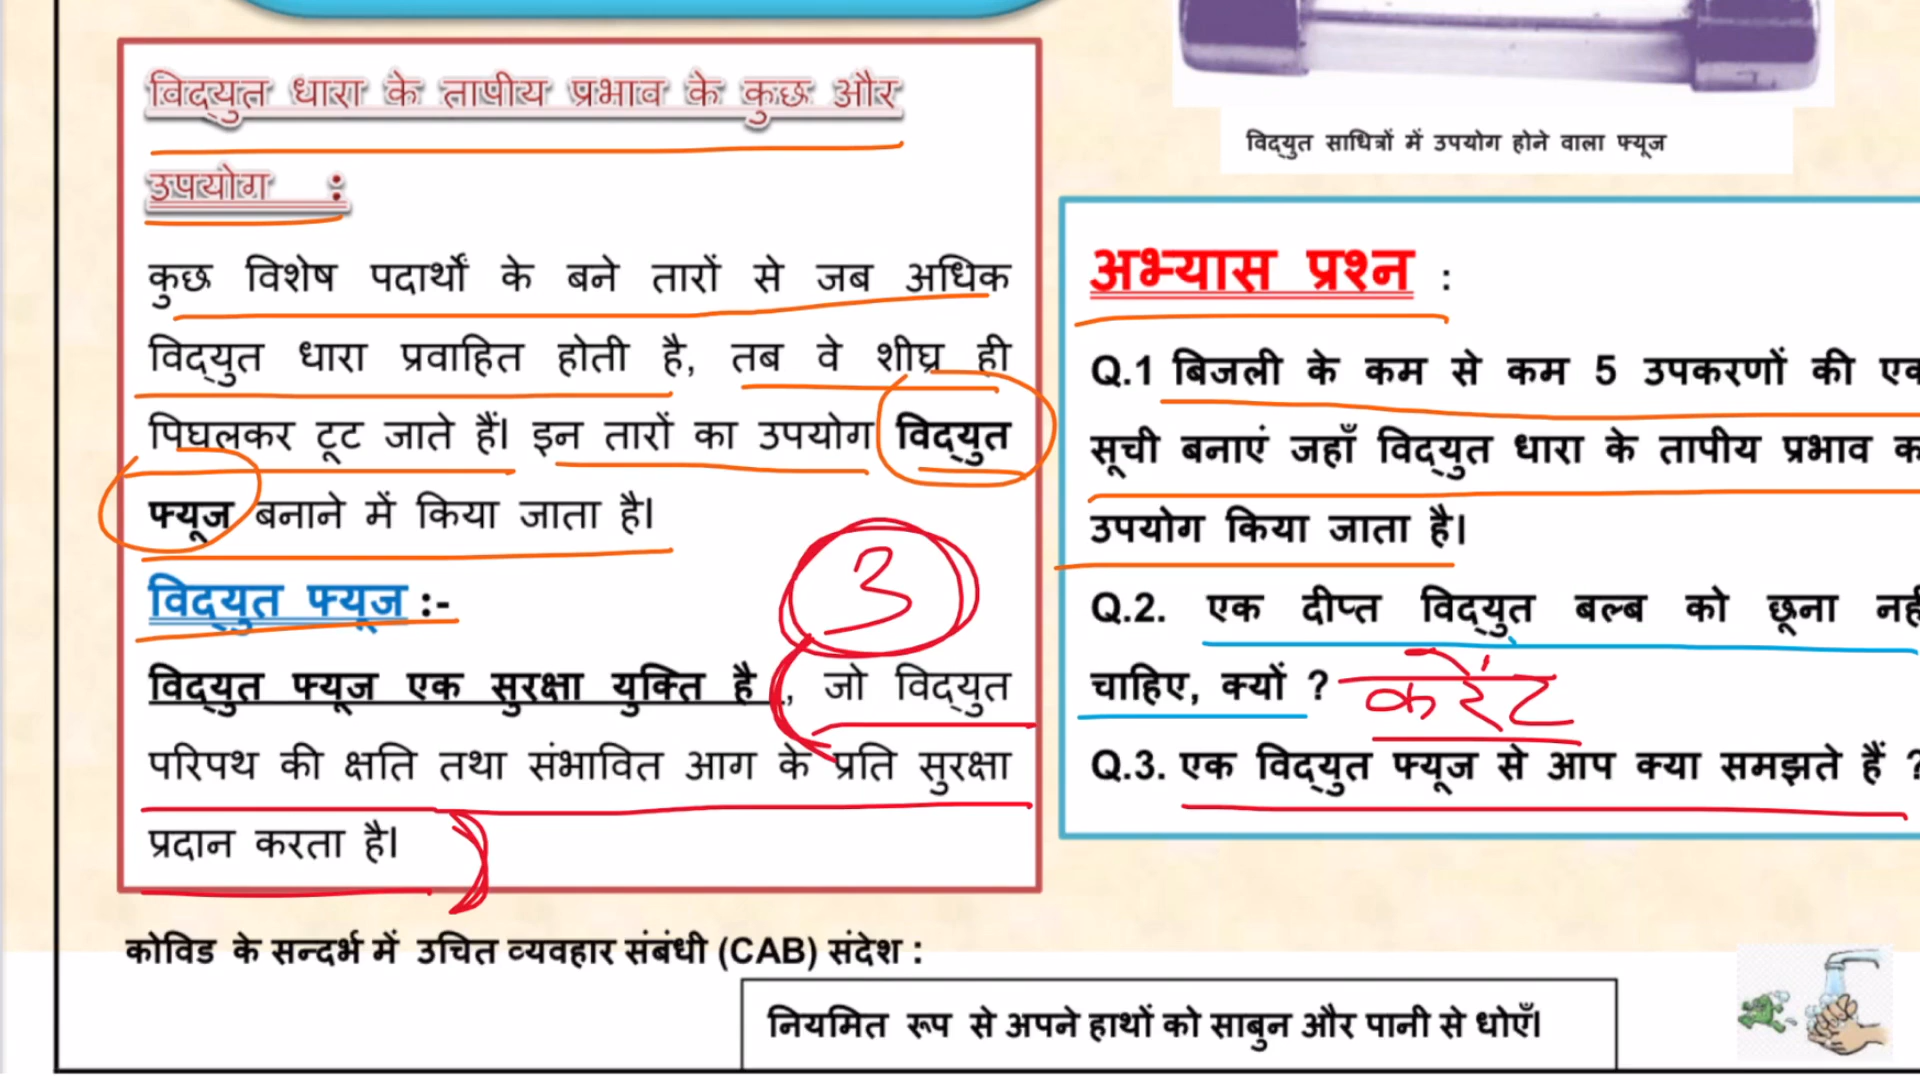 विद्युत धारा के तापीय प्रभाव के कुछ और
उपयोग :
कुछ विशेष पदार्थों के बने तारों से जब अधिक
विद्युत धारा प्रवाहित होती है, तब वे शीघ्र ही
पिघलकर टूट जाते हैं। इन तारों का उपयोग विद्युत
फ्यूज बनाने में किया जाता है।
विद्युत फ्यूज :-
3
विद्युत फ्यूज एक सुरक्षा युक्ति है , जो विद्युत
परिपथ की क्षति तथा संभावित आग के प्रति सुरक्षा
प्रदान करता है।
विद्युत साधित्रों में उपयोग होने वाला फ्यूज
अभ्यास प्रश्न :
Q.1 बिजली के कम से कम 5 उपकरणों की एक
सूची बनाएं जहाँ विद्युत धारा के तापीय प्रभाव
उपयोग किया जाता है।
Q.2. एक दीप्त विद्युत बल्ब को छूना
चाहिए, क्यों ? करेंट
Q.3. एक विद्युत फ्यूज से आप क्या समझते हैं ?
कोविड के सन्दर्भ में उचित व्यवहार संबंधी (CAB) संदेश :
नियमित रूप से अपने हाथों को साबुन और पानी से धोएँ।